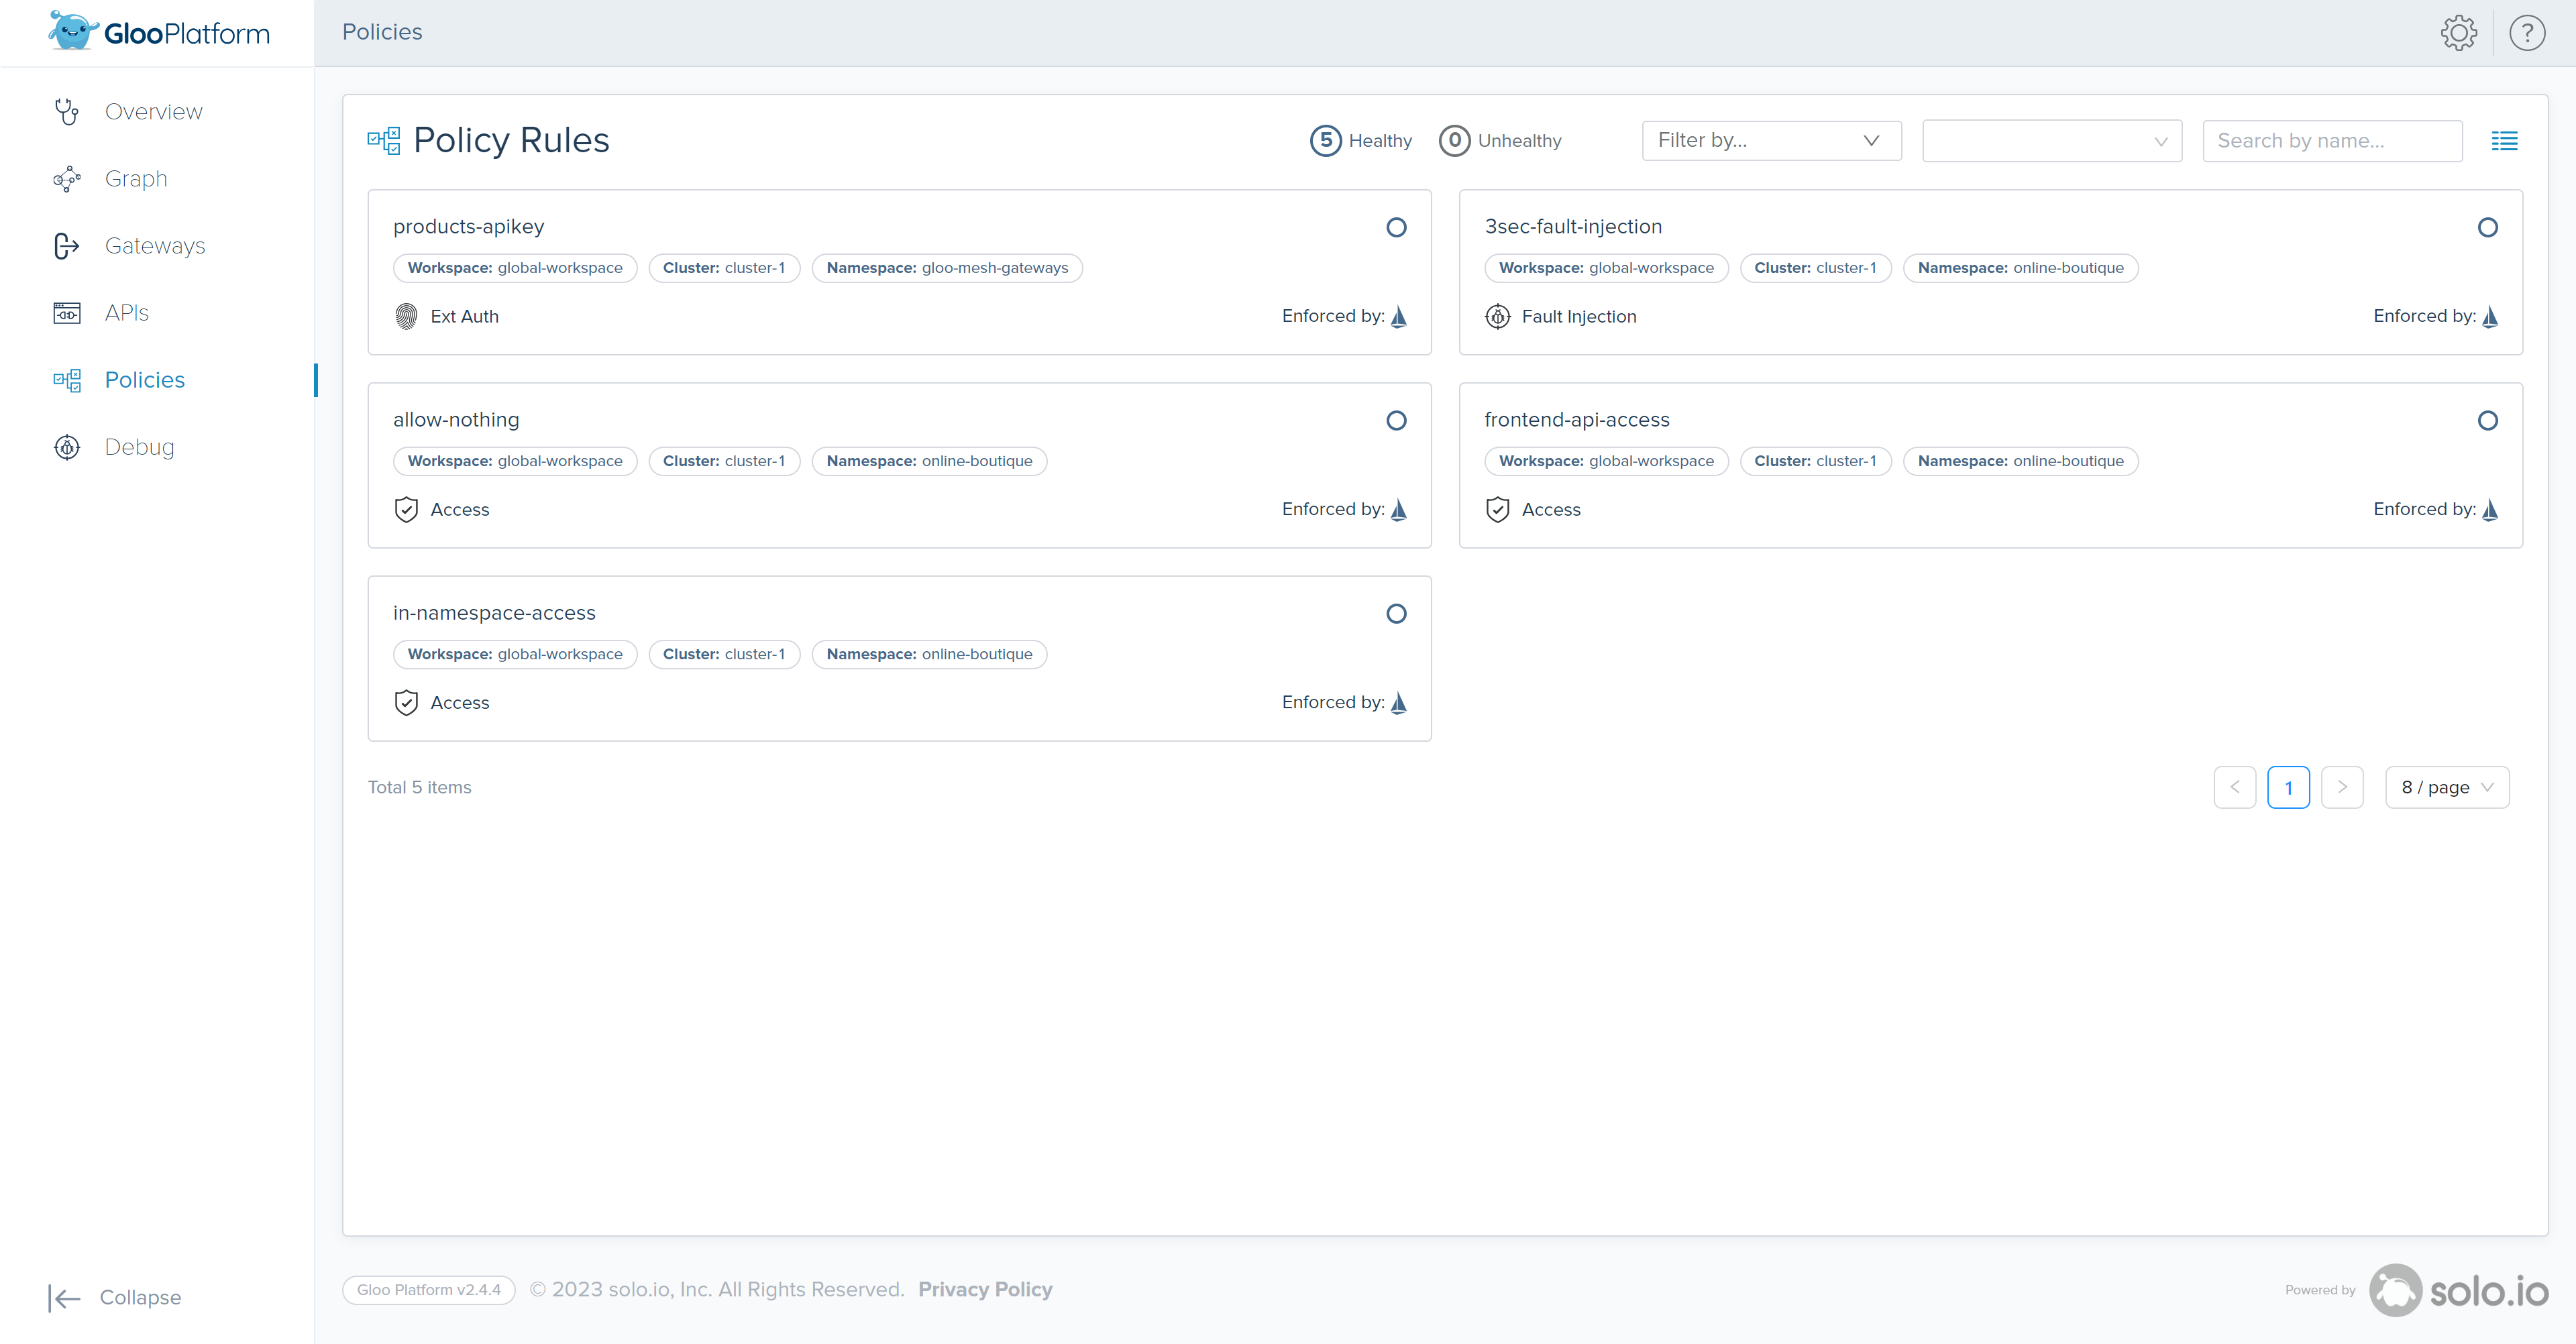 GlooPlatform
Policies
?
Overview
Graph
Gateways
APIs
Policies
Debug
Collapse
Policy Rules
5 Healthy
0 Unhealthy
Filter by...
Search by name...
products-apikey
Workspace: global-workspace Cluster: cluster-1 Namespace: gloo-mesh-gateways
Ext Auth Enforced by:
3sec-fault-injection
Workspace: global-workspace Cluster: cluster-1 Namespace: online-boutique
Fault Injection Enforced by:
allow-nothing
Workspace: global-workspace Cluster: cluster-1 Namespace: online-boutique
Access Enforced by:
frontend-api-access
Workspace: global-workspace Cluster: cluster-1 Namespace: online-boutique
Access Enforced by:
in-namespace-access
Workspace: global-workspace Cluster: cluster-1 Namespace: online-boutique
Access Enforced by:
Total 5 items
< 1 > 8 / page
Gloo Platform v2.4.4 © 2023 solo.io, Inc. All Rights Reserved. Privacy Policy
Powered by solo.io